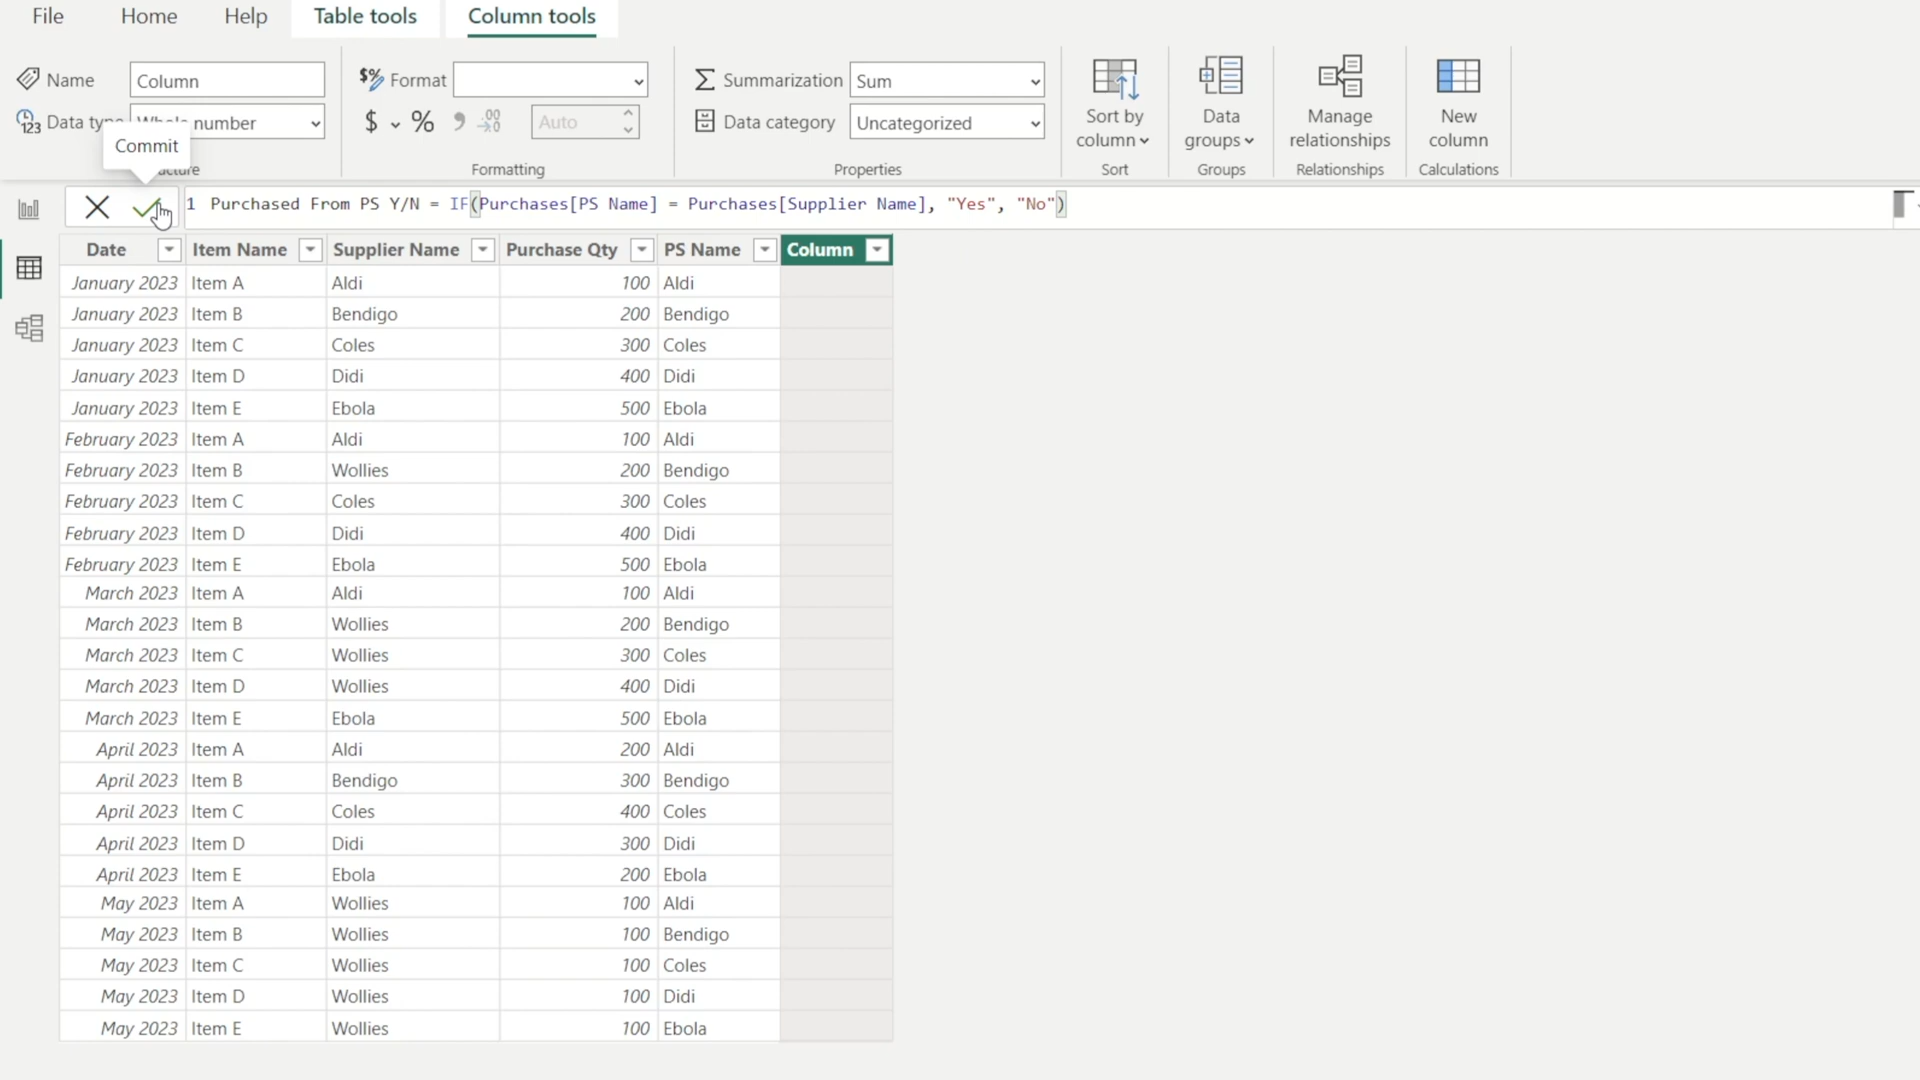 File Home Help Table tools Column tools
Name Column Format Summarization Sum Sort by column Data groups Manage relationships New column
Data type Whole number $ % Auto Data category Uncategorized
Commit
Formatting Properties Sort Groups Relationships Calculations
1 Purchased From PS Y/N = IF(Purchases[PS Name] = Purchases[Supplier Name], "Yes", "No")
Date Item Name Supplier Name Purchase Qty PS Name Column
January 2023 Item A Aldi 100 Aldi
January 2023 Item B Bendigo 200 Bendigo
January 2023 Item C Coles 300 Coles
January 2023 Item D Didi 400 Didi
January 2023 Item E Ebola 500 Ebola
February 2023 Item A Aldi 100 Aldi
February 2023 Item B Wollies 200 Bendigo
February 2023 Item C Coles 300 Coles
February 2023 Item D Didi 400 Didi
February 2023 Item E Ebola 500 Ebola
March 2023 Item A Aldi 100 Aldi
March 2023 Item B Wollies 200 Bendigo
March 2023 Item C Wollies 300 Coles
March 2023 Item D Wollies 400 Didi
March 2023 Item E Ebola 500 Ebola
April 2023 Item A Aldi 200 Aldi
April 2023 Item B Bendigo 300 Bendigo
April 2023 Item C Coles 400 Coles
April 2023 Item D Didi 300 Didi
April 2023 Item E Ebola 200 Ebola
May 2023 Item A Wollies 100 Aldi
May 2023 Item B Wollies 100 Bendigo
May 2023 Item C Wollies 100 Coles
May 2023 Item D Wollies 100 Didi
May 2023 Item E Wollies 100 Ebola